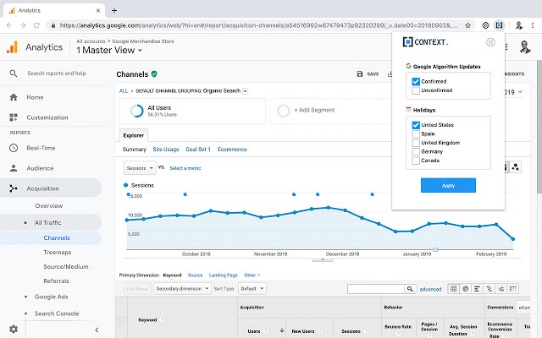 Analytics
https://analytics.google.com/analytics/web/?hl=en#/report/acquisition-channels/a54516992w87479473p92320289/_u.date00=20180902&_
Analytics
All accounts > Google Merchandise Store
1 Master View
CONTEXT.
Google Algorithm Updates
Confirmed
Unconfirmed
Holidays
United States
Spain
United Kingdom
Germany
Canada
Apply
Search reports and help
Home
Customization
REPORTS
Real-Time
Audience
Acquisition
Overview
All Traffic
Channels
Treemaps
Source/Medium
Referrals
Google Ads
Search Console
Channels
SAVE
INSIGHTS
ALL » DEFAULT CHANNEL GROUPING: Organic Search
2019
All Users
56.31% Users
+ Add Segment
Explorer
Summary Site Usage Goal Set 1 Ecommerce
Sessions VS. Select a metric
Sessions
15,000
10,000
5,000
October 2018 November 2018 December 2018 January 2019 February 2019
Primary Dimension: Keyword Source Landing Page Other
Plot Rows Secondary dimension Sort Type: Default advanced
Keyword
Acquisition Behavior Conversions
Users New Users Sessions Bounce Rate Pages / Session Avg. Session Duration Ecommerce Conversion Rate